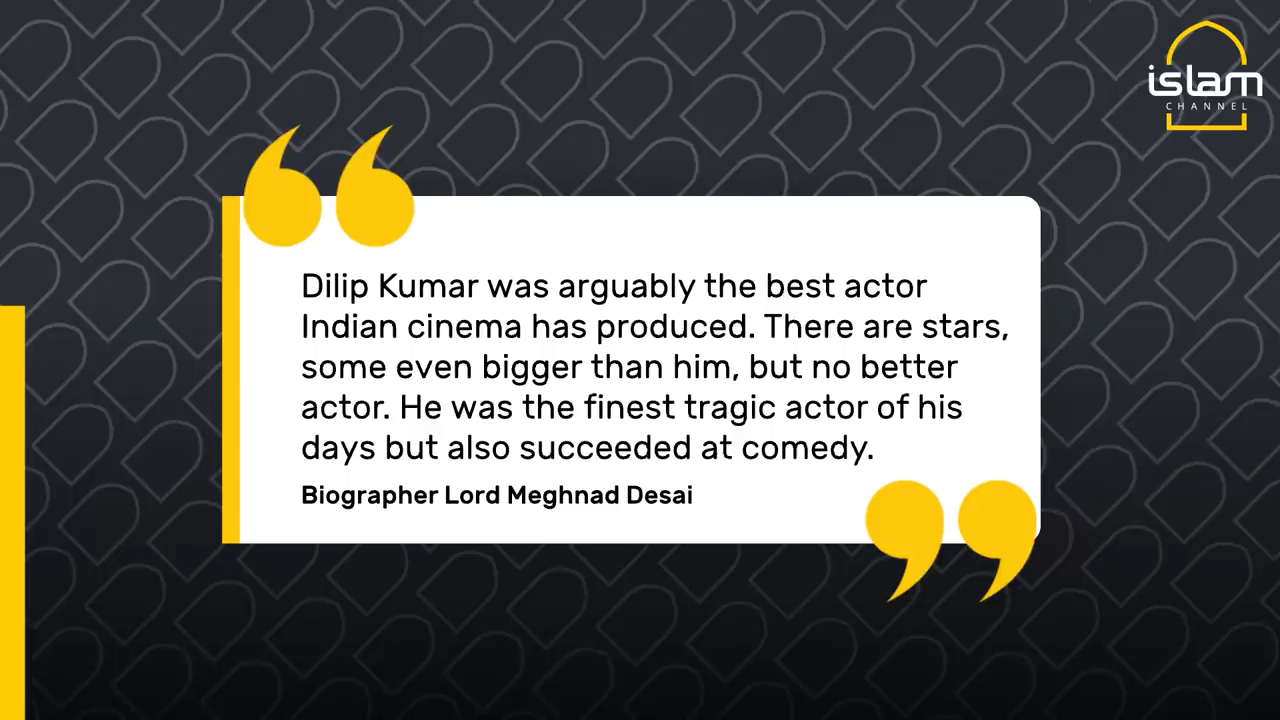 islam
CHANNEL
Dilip Kumar was arguably the best actor
Indian cinema has produced. There are stars,
some even bigger than him, but no better
actor. He was the finest tragic actor of his
days but also succeeded at comedy.
Biographer Lord Meghnad Desai